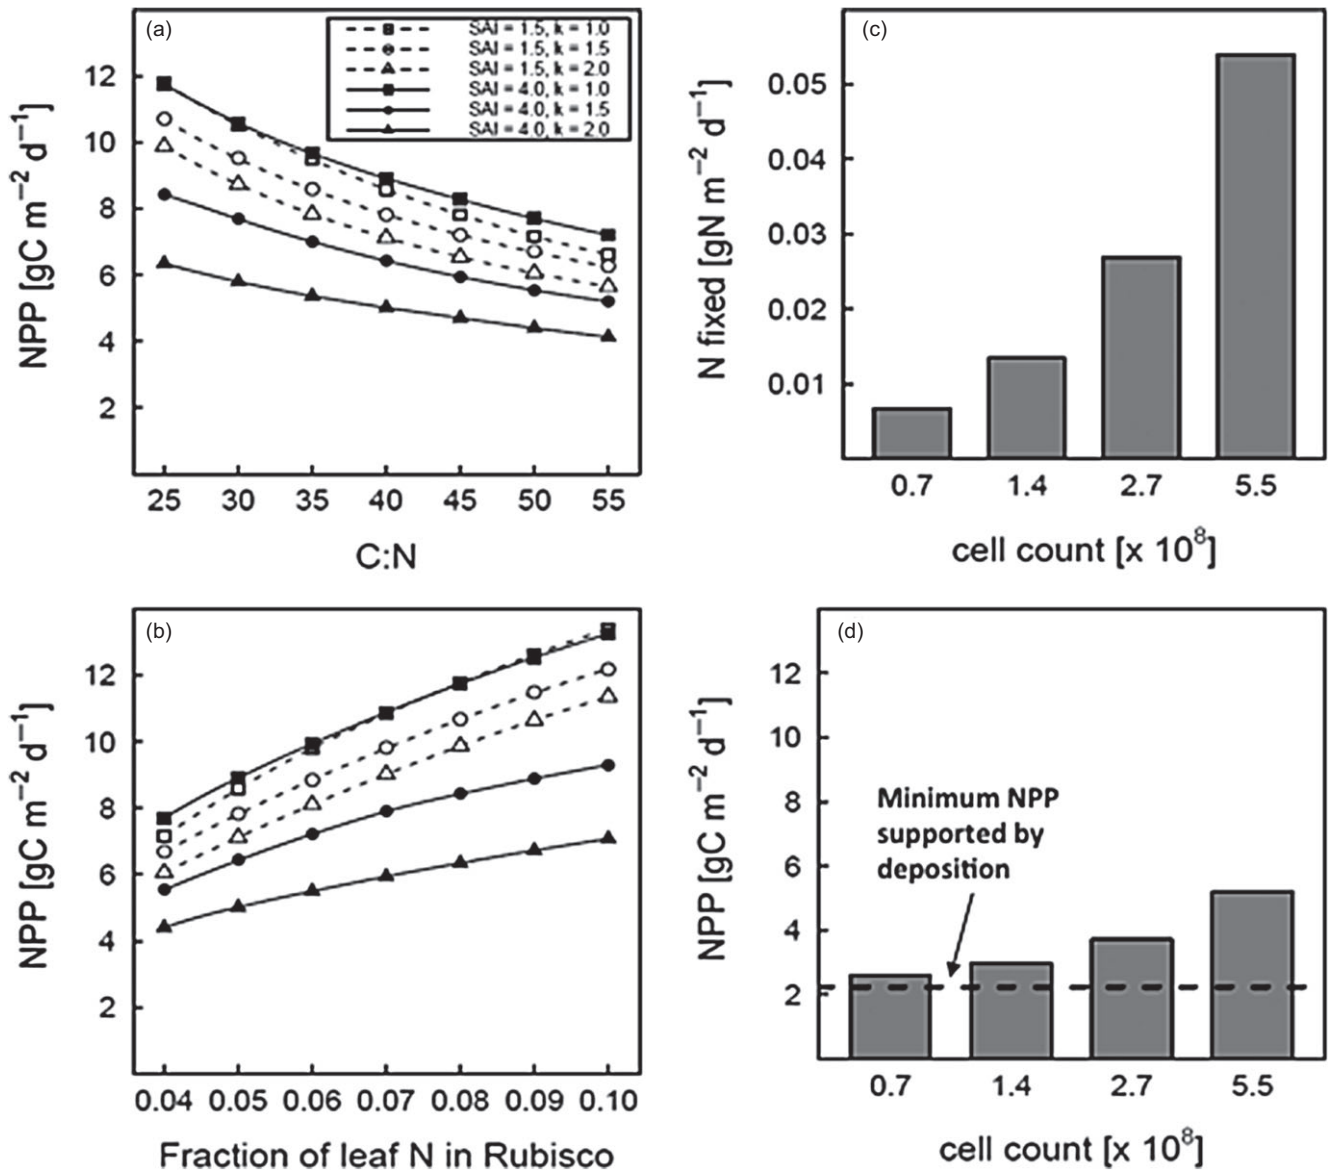 (a)
SAI = 1.5, k = 1.0
SAI = 1.5, k = 1.5
SAI = 1.5, k = 2.0
SAI = 4.0, k = 1.0
SAI = 4.0, k = 1.5
SAI = 4.0, k = 2.0
12
10
8
6
4
2
NPP [gC m⁻² d⁻¹]
25 30 35 40 45 50 55
C:N
(c)
0.05
0.04
0.03
0.02
0.01
N fixed [gN m⁻² d⁻¹]
0.7 1.4 2.7 5.5
cell count [x 10⁸]
(b)
12
10
8
6
4
2
NPP [gC m⁻² d⁻¹]
0.04 0.05 0.06 0.07 0.08 0.09 0.10
Fraction of leaf N in Rubisco
(d)
12
10
8
6
4
2
NPP [gC m⁻² d⁻¹]
Minimum NPP
supported by
deposition
0.7 1.4 2.7 5.5
cell count [x 10⁸]